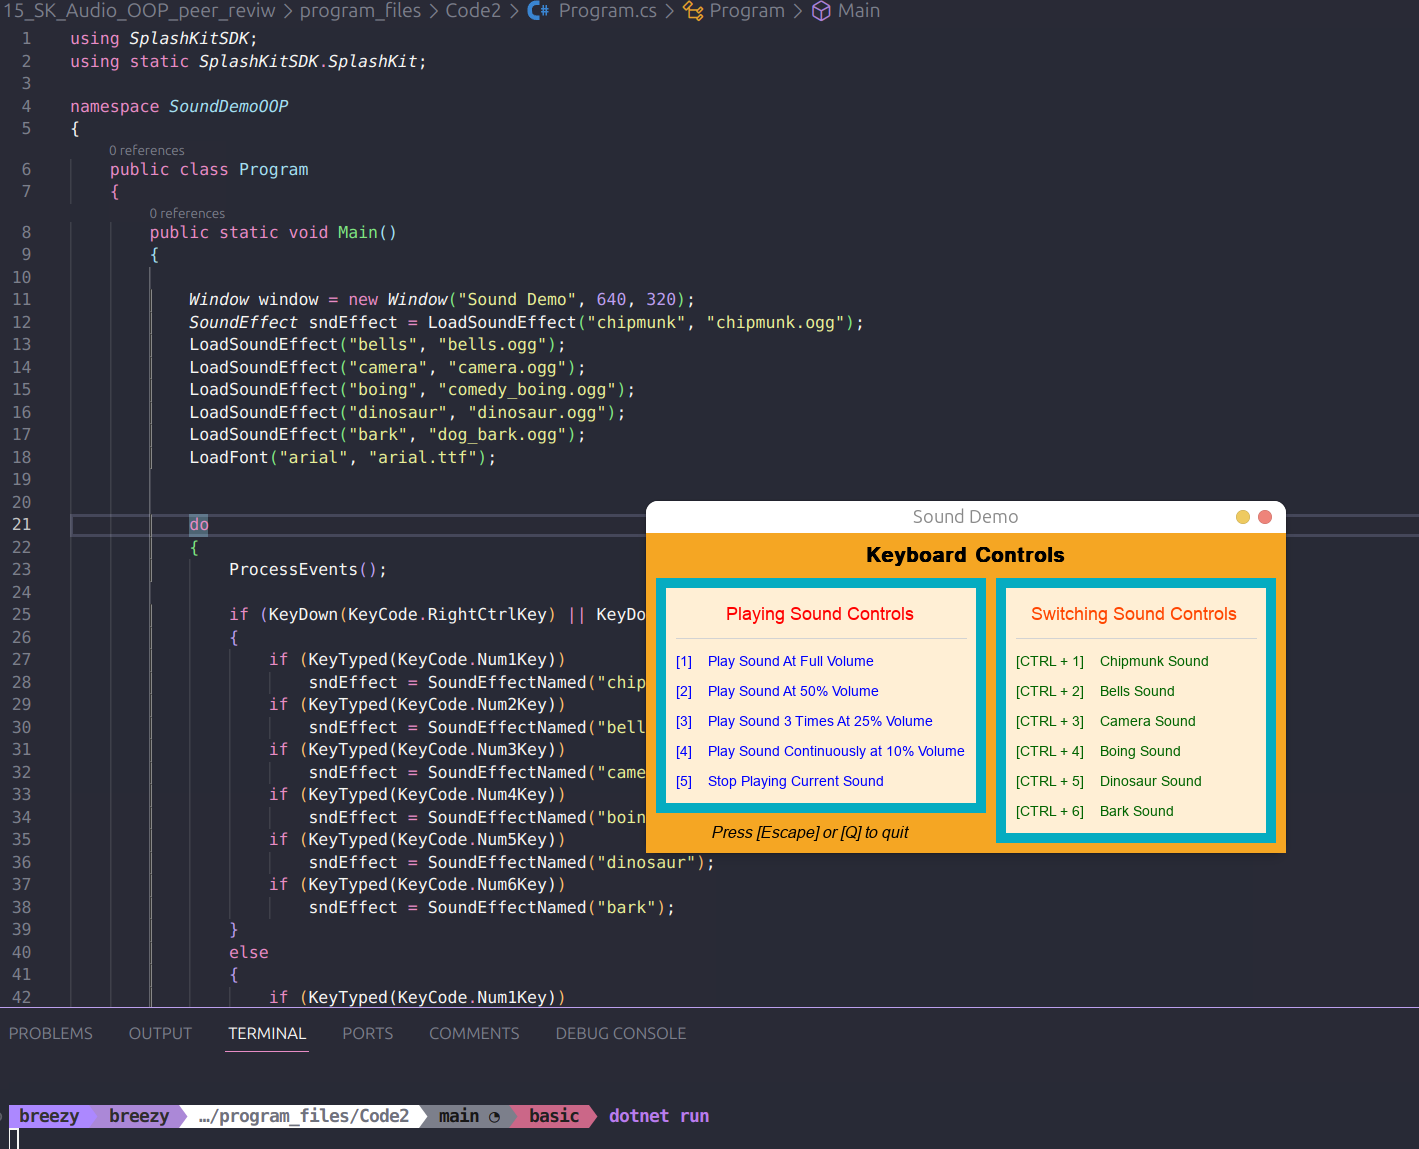 15_SK_Audio_OOP_peer_reviw > program_files > Code2 > Program.cs > Program > Main
1 using SplashKitSDK;
2 using static SplashKitSDK.SplashKit;
3
4 namespace SoundDemoOOP
5 {
0 references
6 public class Program
7 {
0 references
8 public static void Main()
9 {
10
11 Window window = new Window("Sound Demo", 640, 320);
12 SoundEffect sndEffect = LoadSoundEffect("chipmunk", "chipmunk.ogg");
13 LoadSoundEffect("bells", "bells.ogg");
14 LoadSoundEffect("camera", "camera.ogg");
15 LoadSoundEffect("boing", "comedy_boing.ogg");
16 LoadSoundEffect("dinosaur", "dinosaur.ogg");
17 LoadSoundEffect("bark", "dog_bark.ogg");
18 LoadFont("arial", "arial.ttf");
19
20
21 do
22 {
23 ProcessEvents();
24
25 if (KeyDown(KeyCode.RightCtrlKey) || KeyDo
26 {
27 if (KeyTyped(KeyCode.Num1Key))
28 sndEffect = SoundEffectNamed("chip
29 if (KeyTyped(KeyCode.Num2Key))
30 sndEffect = SoundEffectNamed("bell
31 if (KeyTyped(KeyCode.Num3Key))
32 sndEffect = SoundEffectNamed("came
33 if (KeyTyped(KeyCode.Num4Key))
34 sndEffect = SoundEffectNamed("boin
35 if (KeyTyped(KeyCode.Num5Key))
36 sndEffect = SoundEffectNamed("dinosaur");
37 if (KeyTyped(KeyCode.Num6Key))
38 sndEffect = SoundEffectNamed("bark");
39 }
40 else
41 {
42 if (KeyTyped(KeyCode.Num1Key))
Sound Demo
Keyboard Controls
Playing Sound Controls
[1] Play Sound At Full Volume
[2] Play Sound At 50% Volume
[3] Play Sound 3 Times At 25% Volume
[4] Play Sound Continuously at 10% Volume
[5] Stop Playing Current Sound
Press [Escape] or [Q] to quit
Switching Sound Controls
[CTRL + 1] Chipmunk Sound
[CTRL + 2] Bells Sound
[CTRL + 3] Camera Sound
[CTRL + 4] Boing Sound
[CTRL + 5] Dinosaur Sound
[CTRL + 6] Bark Sound
PROBLEMS OUTPUT TERMINAL PORTS COMMENTS DEBUG CONSOLE
breezy breezy …/program_files/Code2 main basic dotnet run